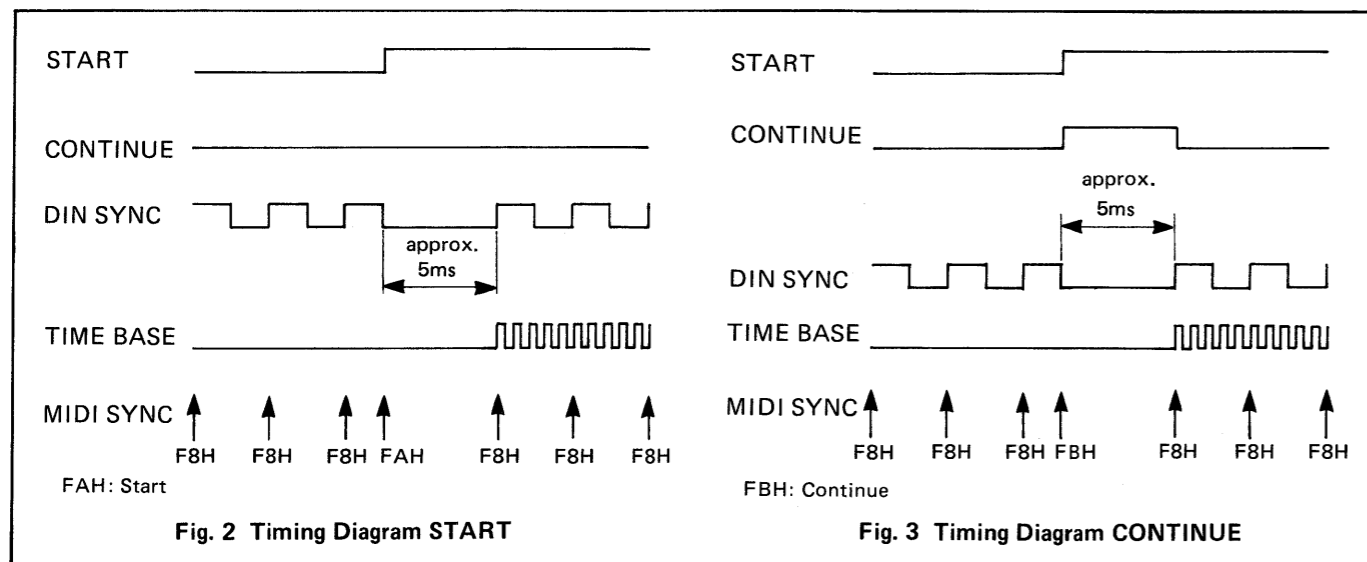 START
CONTINUE
DIN SYNC
approx.
5ms
TIME BASE
MIDI SYNC
F8H F8H F8H FAH F8H F8H F8H
FAH: Start
Fig. 2 Timing Diagram START
START
CONTINUE
approx.
5ms
DIN SYNC
TIME BASE
MIDI SYNC
F8H F8H F8H FBH F8H F8H F8H
FBH: Continue
Fig. 3 Timing Diagram CONTINUE